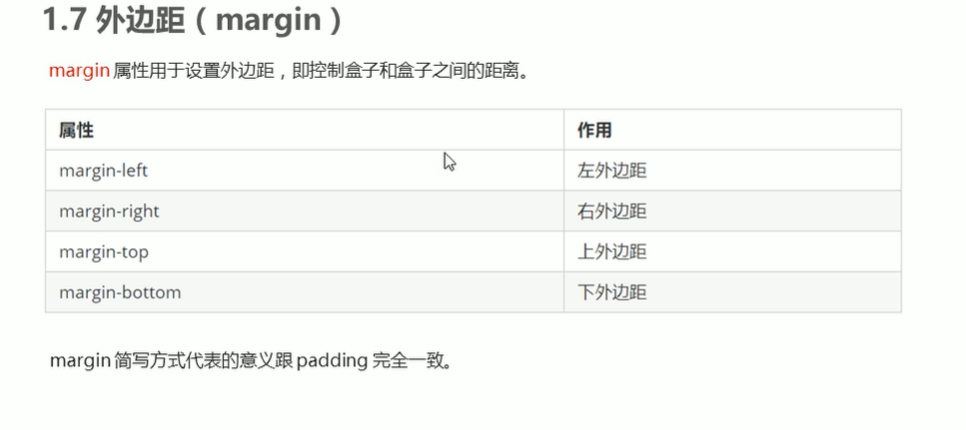 1.7 外边距（margin）
margin 属性用于设置外边距，即控制盒子和盒子之间的距离。
属性 作用
margin-left 左外边距
margin-right 右外边距
margin-top 上外边距
margin-bottom 下外边距
margin 简写方式代表的意义跟 padding 完全一致。